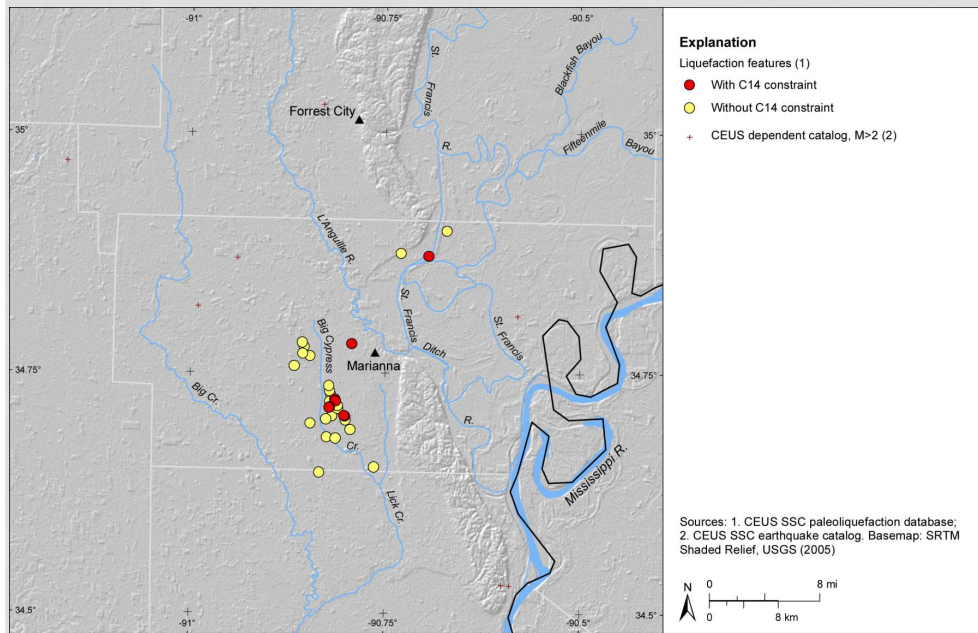 -91°
-90.75°
-90.5°
St.
Francis
R.
Blackfish Bayou
Fifteenmile
Bayou
Forrest City
35°
35°
L'Anguille R.
St.
Francis
Ditch
R.
St. Francis
Big Cypress
Cr.
Marianna
34.75°
34.75°
Big Cr.
Lick Cr.
Mississippi R.
34.5°
34.5°
-91°
-90.75°
-90.5°
Explanation
Liquefaction features (1)
With C14 constraint
Without C14 constraint
CEUS dependent catalog, M>2 (2)
Sources: 1. CEUS SSC paleoliquefaction database;
2. CEUS SSC earthquake catalog. Basemap: SRTM
Shaded Relief, USGS (2005)
N
0 8 mi
0 8 km